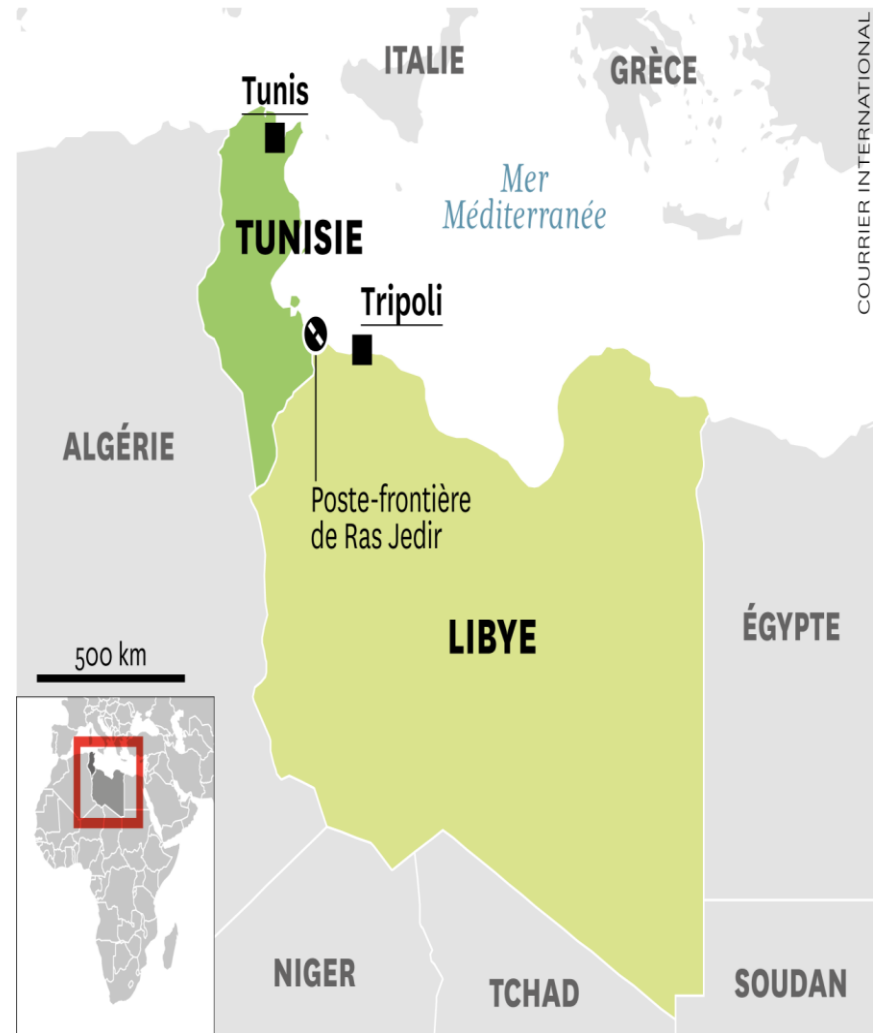 ITALIE
GRÈCE
COURRIER INTERNATIONAL
Tunis
Mer
Méditerranée
TUNISIE
Tripoli
ALGÉRIE
Poste-frontière
de Ras Jedir
LIBYE
ÉGYPTE
500 km
NIGER
TCHAD
SOUDAN